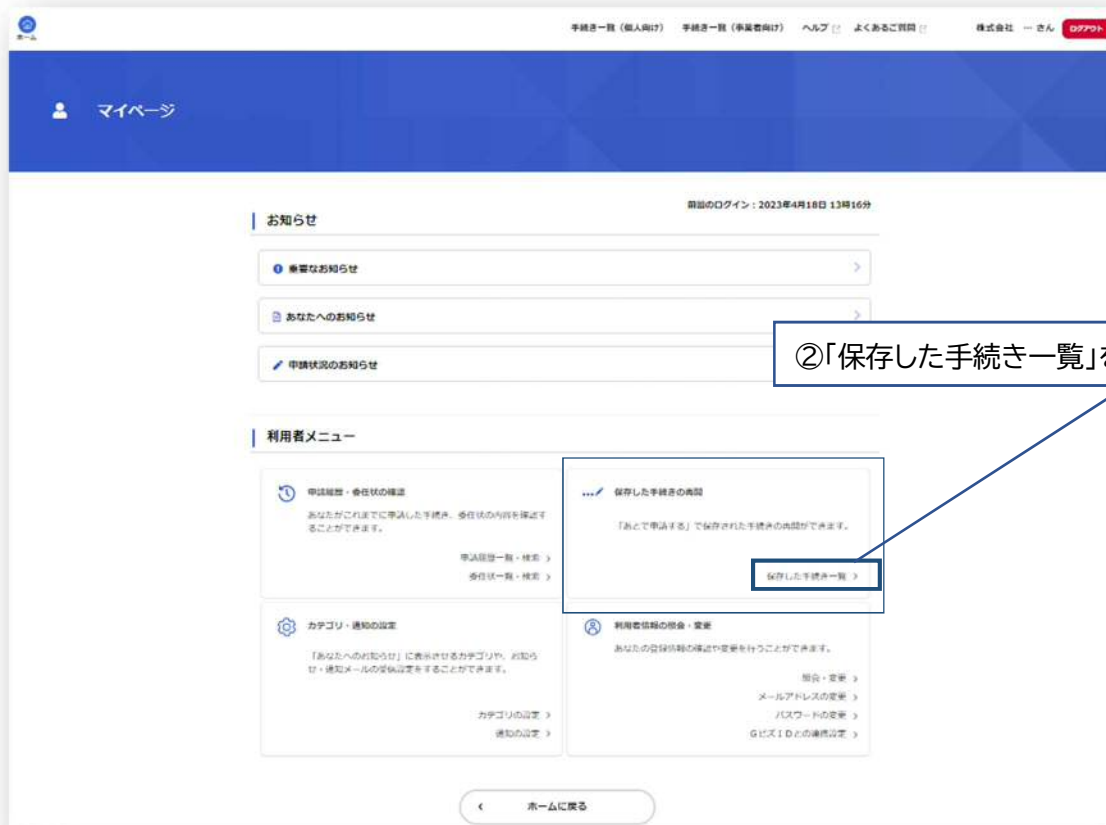 ホーム
手続き一覧（個人向け） 手続き一覧（事業者向け） ヘルプ よくあるご質問 株式会社 … さん ログアウト
マイページ
前回のログイン：2023年4月18日 13時16分
お知らせ
重要なお知らせ
あなたへのお知らせ
申請状況のお知らせ
②「保存した手続き一覧」を
利用者メニュー
申請履歴・委任状の確認
あなたがこれまでに申請した手続き、委任状の内容を確認す
ることができます。
申請履歴一覧・検索
委任状一覧・検索
保存した手続きの再開
「あとで申請する」で保存された手続きの再開ができます。
保存した手続き一覧
カテゴリ・通知の設定
「あなたへのお知らせ」に表示させるカテゴリや、お知ら
せ・通知メールの受信設定をすることができます。
カテゴリの設定
通知の設定
利用者情報の照会・変更
あなたの登録情報の確認や変更を行うことができます。
照会・変更
メールアドレスの変更
パスワードの変更
GビズIDとの連携設定
ホームに戻る